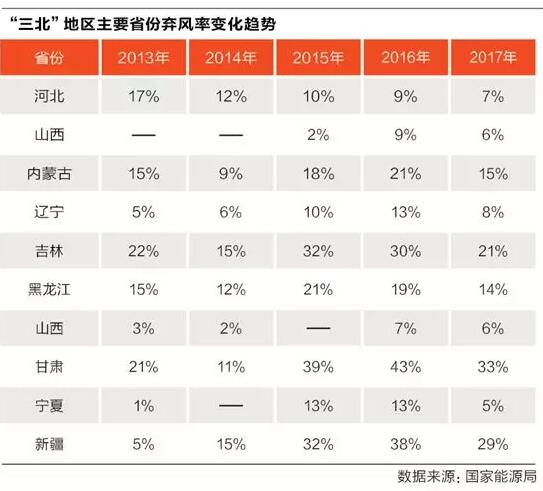 “三北”地区主要省份弃风率变化趋势
省份 2013年 2014年 2015年 2016年 2017年
河北 17% 12% 10% 9% 7%
山西 — — 2% 9% 6%
内蒙古 15% 9% 18% 21% 15%
辽宁 5% 6% 10% 13% 8%
吉林 22% 15% 32% 30% 21%
黑龙江 15% 12% 21% 19% 14%
山西 3% 2% — 7% 6%
甘肃 21% 11% 39% 43% 33%
宁夏 1% — 13% 13% 5%
新疆 5% 15% 32% 38% 29%
数据来源：国家能源局